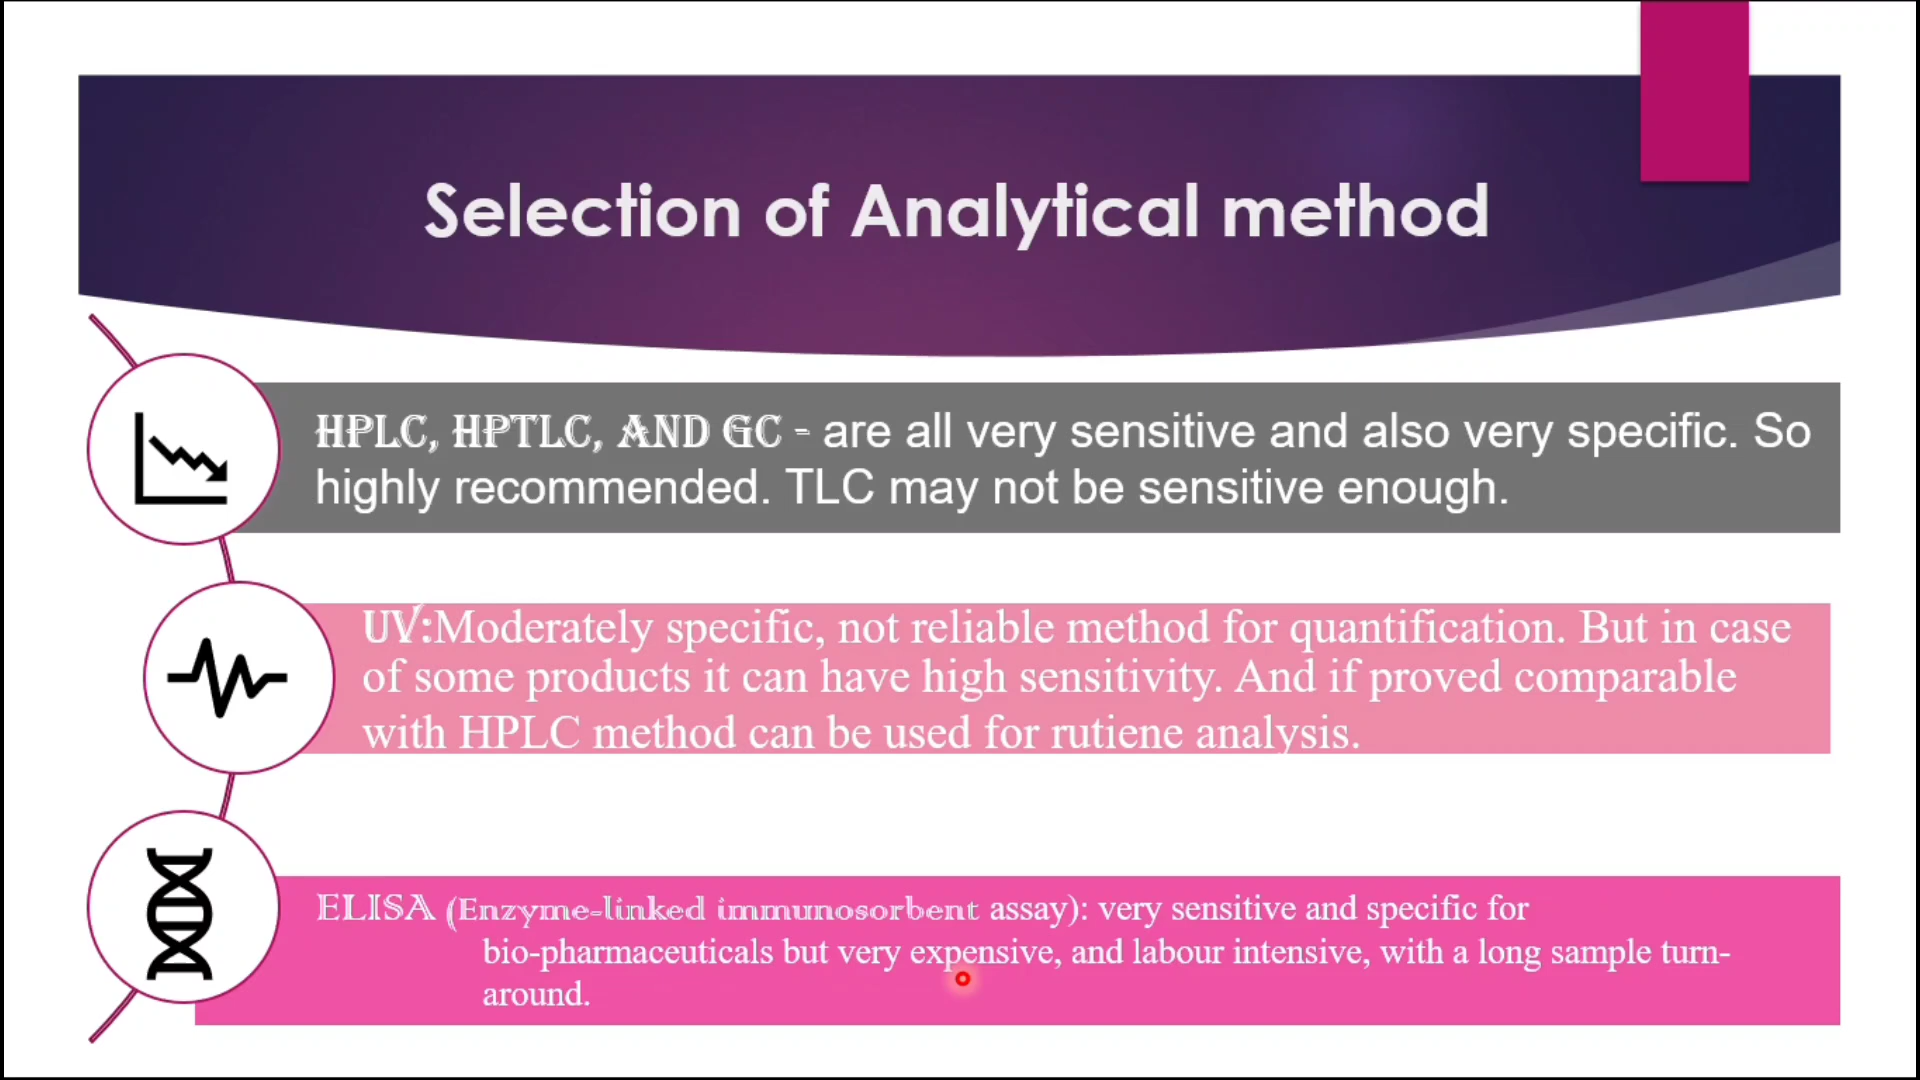 Selection of Analytical method
HPLC, HPTLC, AND GC - are all very sensitive and also very specific. So
highly recommended. TLC may not be sensitive enough.
UV:Moderately specific, not reliable method for quantification. But in case
of some products it can have high sensitivity. And if proved comparable
with HPLC method can be used for rutiene analysis.
ELISA (Enzyme-linked immunosorbent assay): very sensitive and specific for
bio-pharmaceuticals but very expensive, and labour intensive, with a long sample turn-
around.